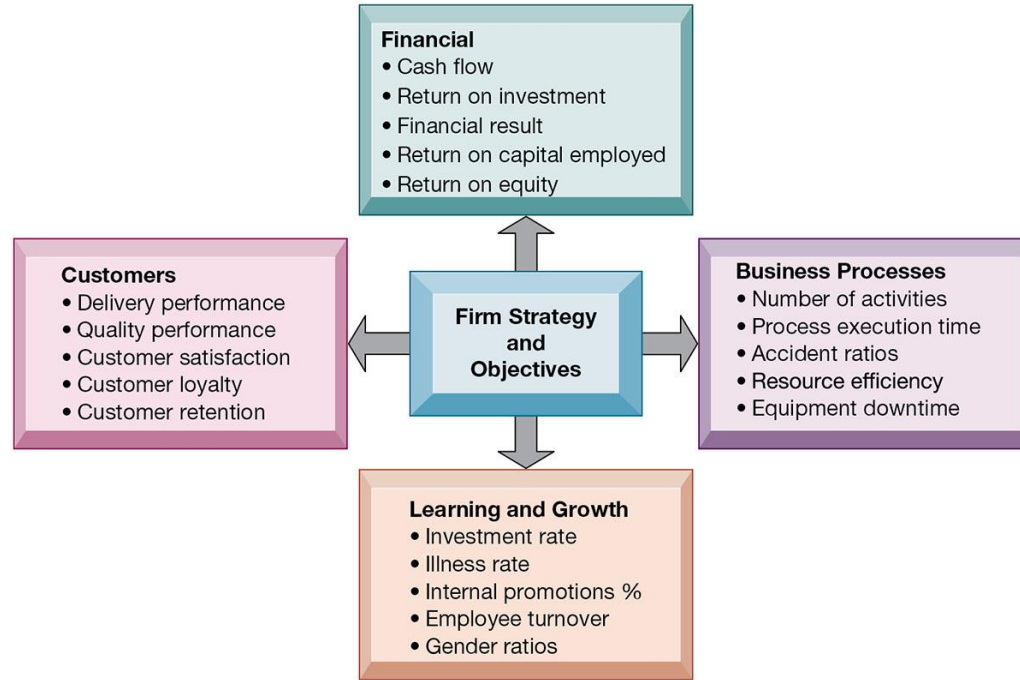 Financial
• Cash flow
• Return on investment
• Financial result
• Return on capital employed
• Return on equity
Customers
• Delivery performance
• Quality performance
• Customer satisfaction
• Customer loyalty
• Customer retention
Firm Strategy
and
Objectives
Business Processes
• Number of activities
• Process execution time
• Accident ratios
• Resource efficiency
• Equipment downtime
Learning and Growth
• Investment rate
• Illness rate
• Internal promotions %
• Employee turnover
• Gender ratios